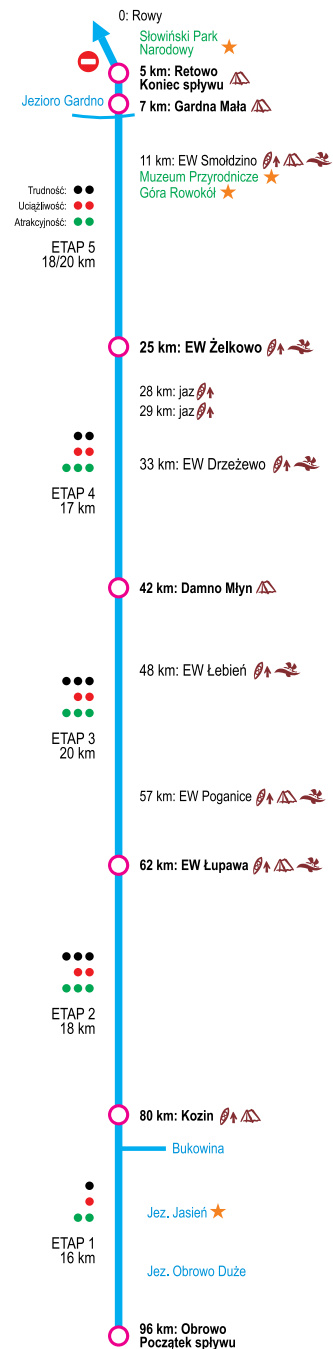 0: Rowy
Słowiński Park
Narodowy
5 km: Retowo
Koniec spływu
Jezioro Gardno
7 km: Gardna Mała
11 km: EW Smołdzino
Muzeum Przyrodnicze
Góra Rowokół
Trudność:
Uciążliwość:
Atrakcyjność:
ETAP 5
18/20 km
25 km: EW Żelkowo
28 km: jaz
29 km: jaz
33 km: EW Drzeżewo
ETAP 4
17 km
42 km: Damno Młyn
48 km: EW Łebień
ETAP 3
20 km
57 km: EW Poganice
62 km: EW Łupawa
ETAP 2
18 km
80 km: Kozin
Bukowina
Jez. Jasień
ETAP 1
16 km
Jez. Obrowo Duże
96 km: Obrowo
Początek spływu